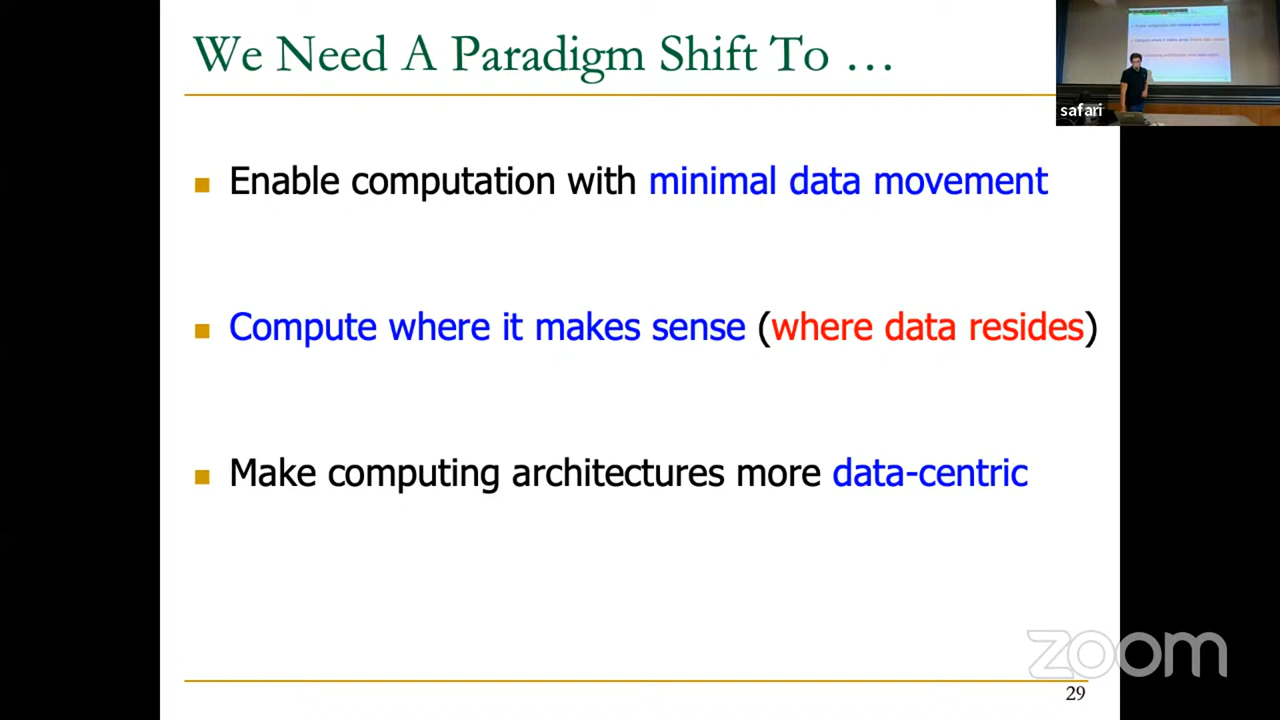 We Need A Paradigm Shift To …
safari
Enable computation with minimal data movement
Compute where it makes sense (where data resides)
Make computing architectures more data-centric
zoom
29